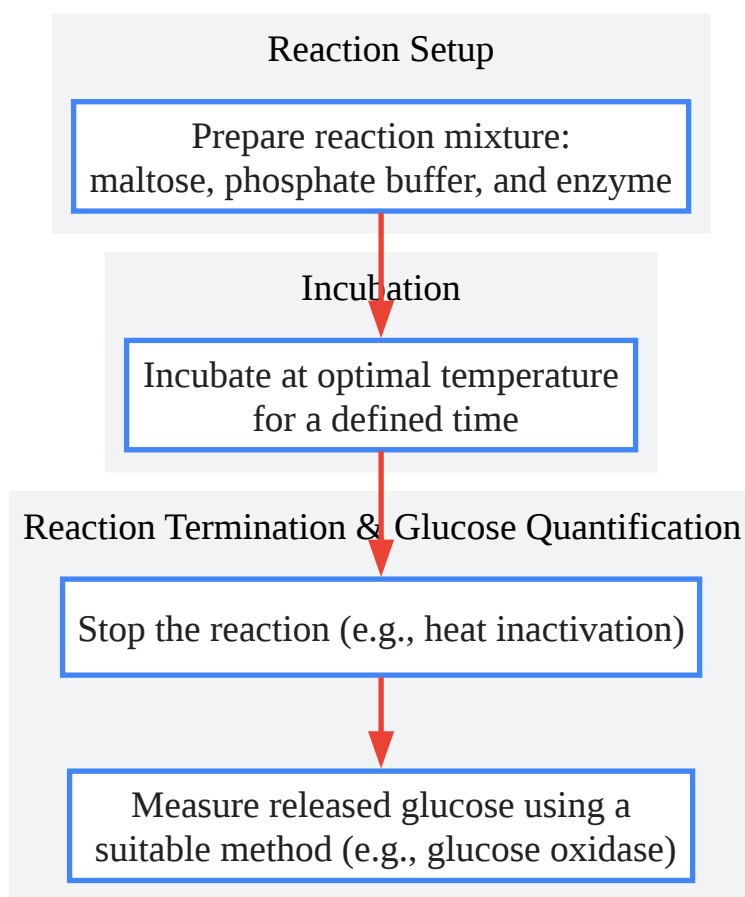 Reaction Setup
Prepare reaction mixture:
maltose, phosphate buffer, and enzyme
Incubation
Incubate at optimal temperature
for a defined time
Reaction Termination & Glucose Quantification
Stop the reaction (e.g., heat inactivation)
Measure released glucose using a
suitable method (e.g., glucose oxidase)